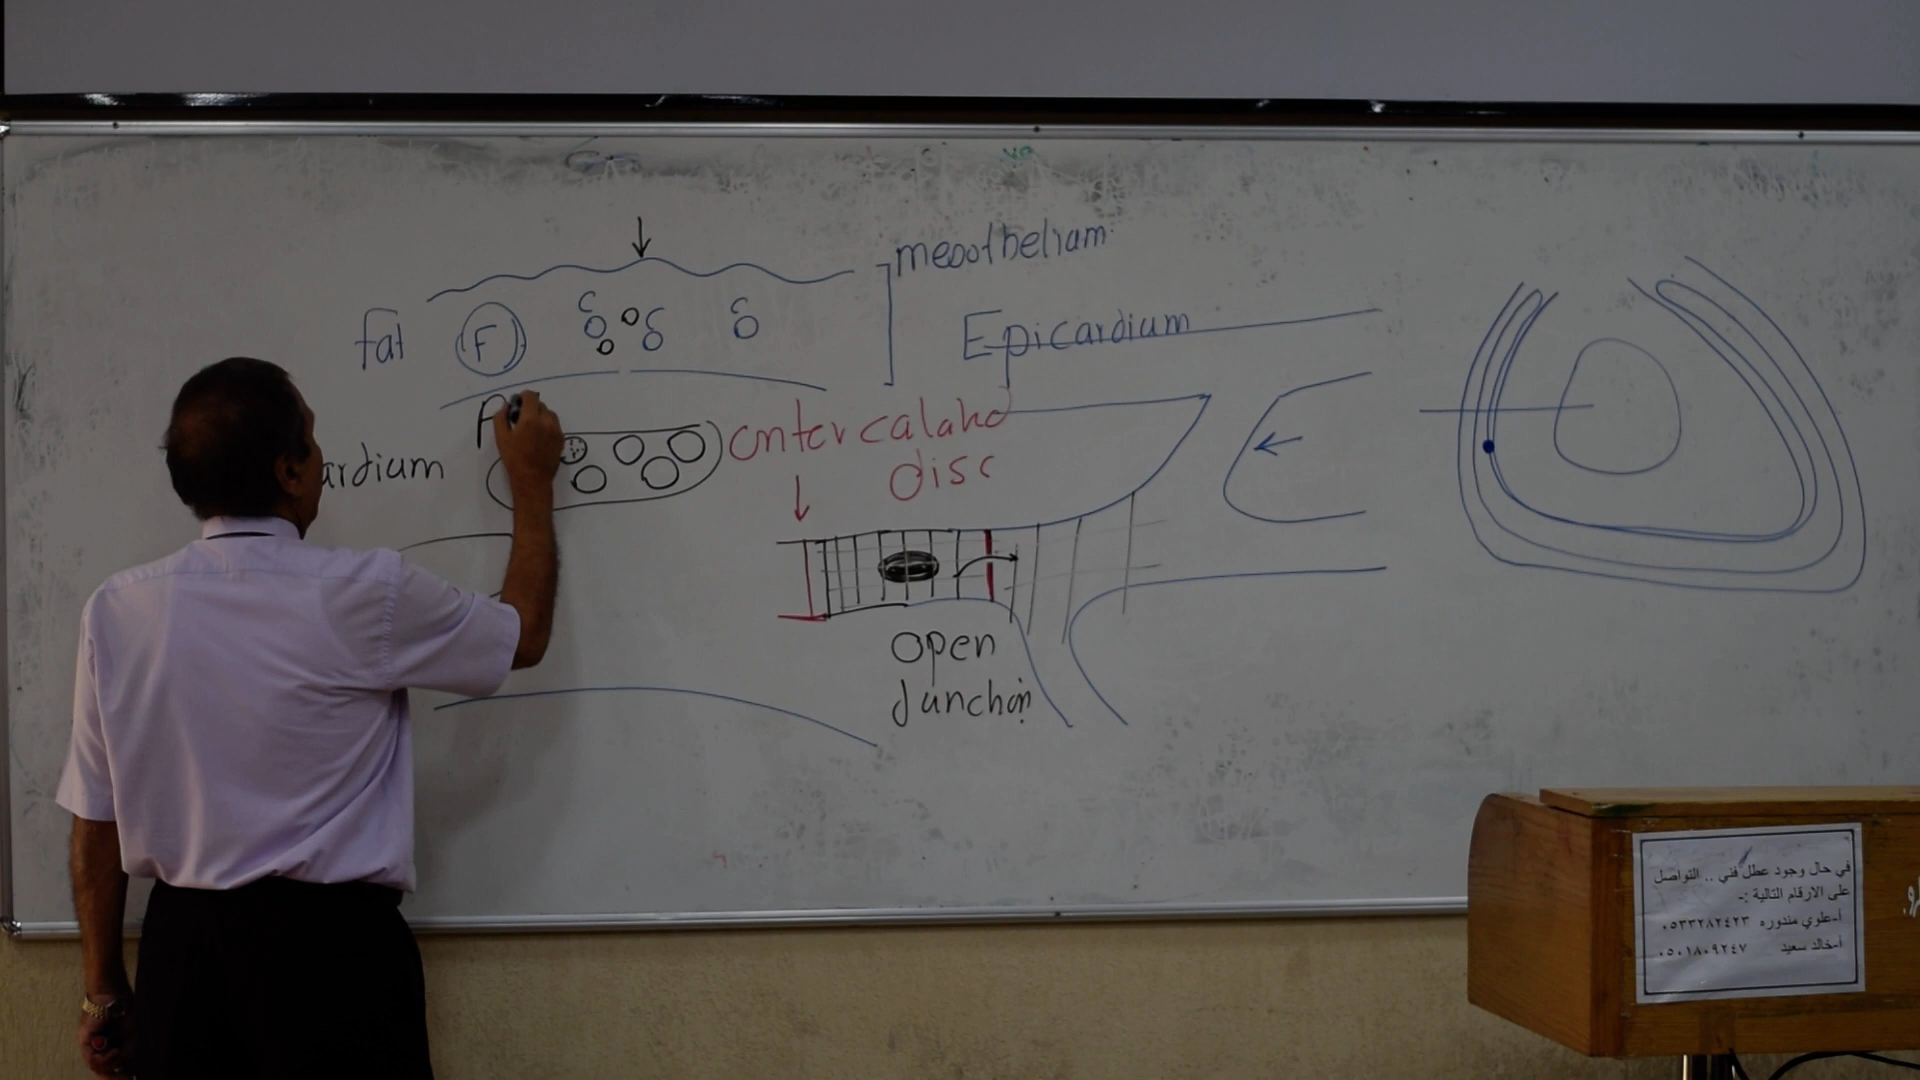 mesothelium
fat
F
Epicardium
entercalated
disc
ardium
open
Junction
في حال وجود عطل فني .. التواصل
على الارقام التالية :-
أ-علوي مندوره ٠٥٣٣٢٨٢٤٢٣
أ-خالد سعيد ٠٥٠١٨٠٩٢٤٧